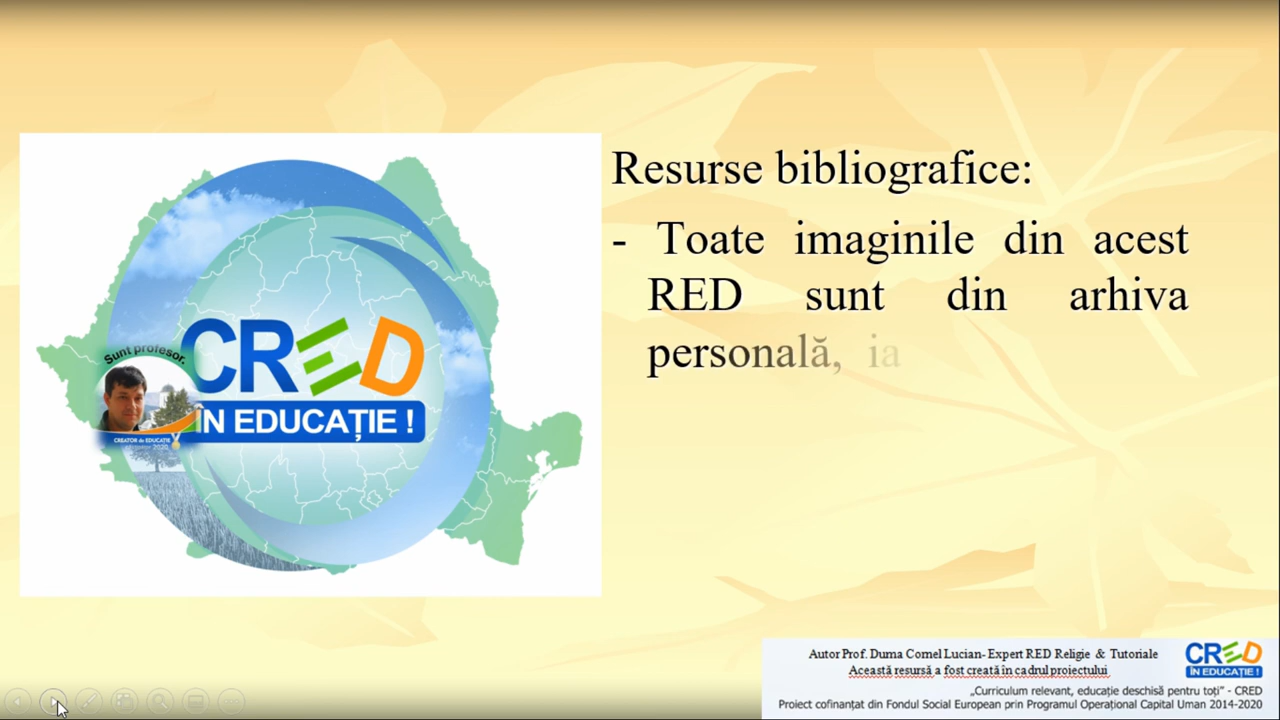 Resurse bibliografice:
- Toate imaginile din acest
RED sunt din arhiva
personală, ia
Sunt profesor.
CRED
ÎN EDUCAȚIE !
CREATOR de EDUCAȚIE
2020
Autor Prof. Duma Cornel Lucian- Expert RED Religie & Tutoriale
Această resursă a fost creată în cadrul proiectului
CRED
ÎN EDUCAȚIE !
„Curriculum relevant, educație deschisă pentru toți” - CRED
Proiect cofinanțat din Fondul Social European prin Programul Operațional Capital Uman 2014-2020